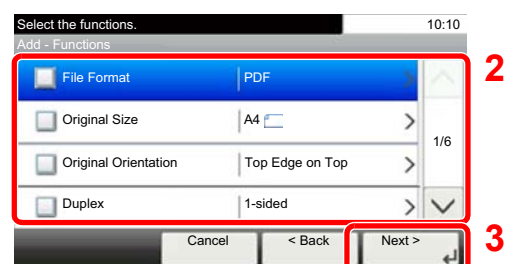 Select the functions. 10:10
Add - Functions
File Format PDF
2
Original Size A4
1/6
Original Orientation Top Edge on Top
Duplex 1-sided
Cancel < Back Next >
3